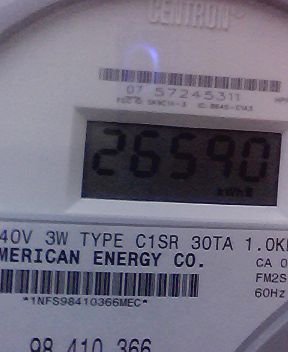 CENTRON®
07 57245311
26590
kWh
40V 3W TYPE C1SR 30TA 1.0K
MERICAN ENERGY CO.
CA 0
FM2S
*1NFS98410366MEC*
60Hz
98 410 366